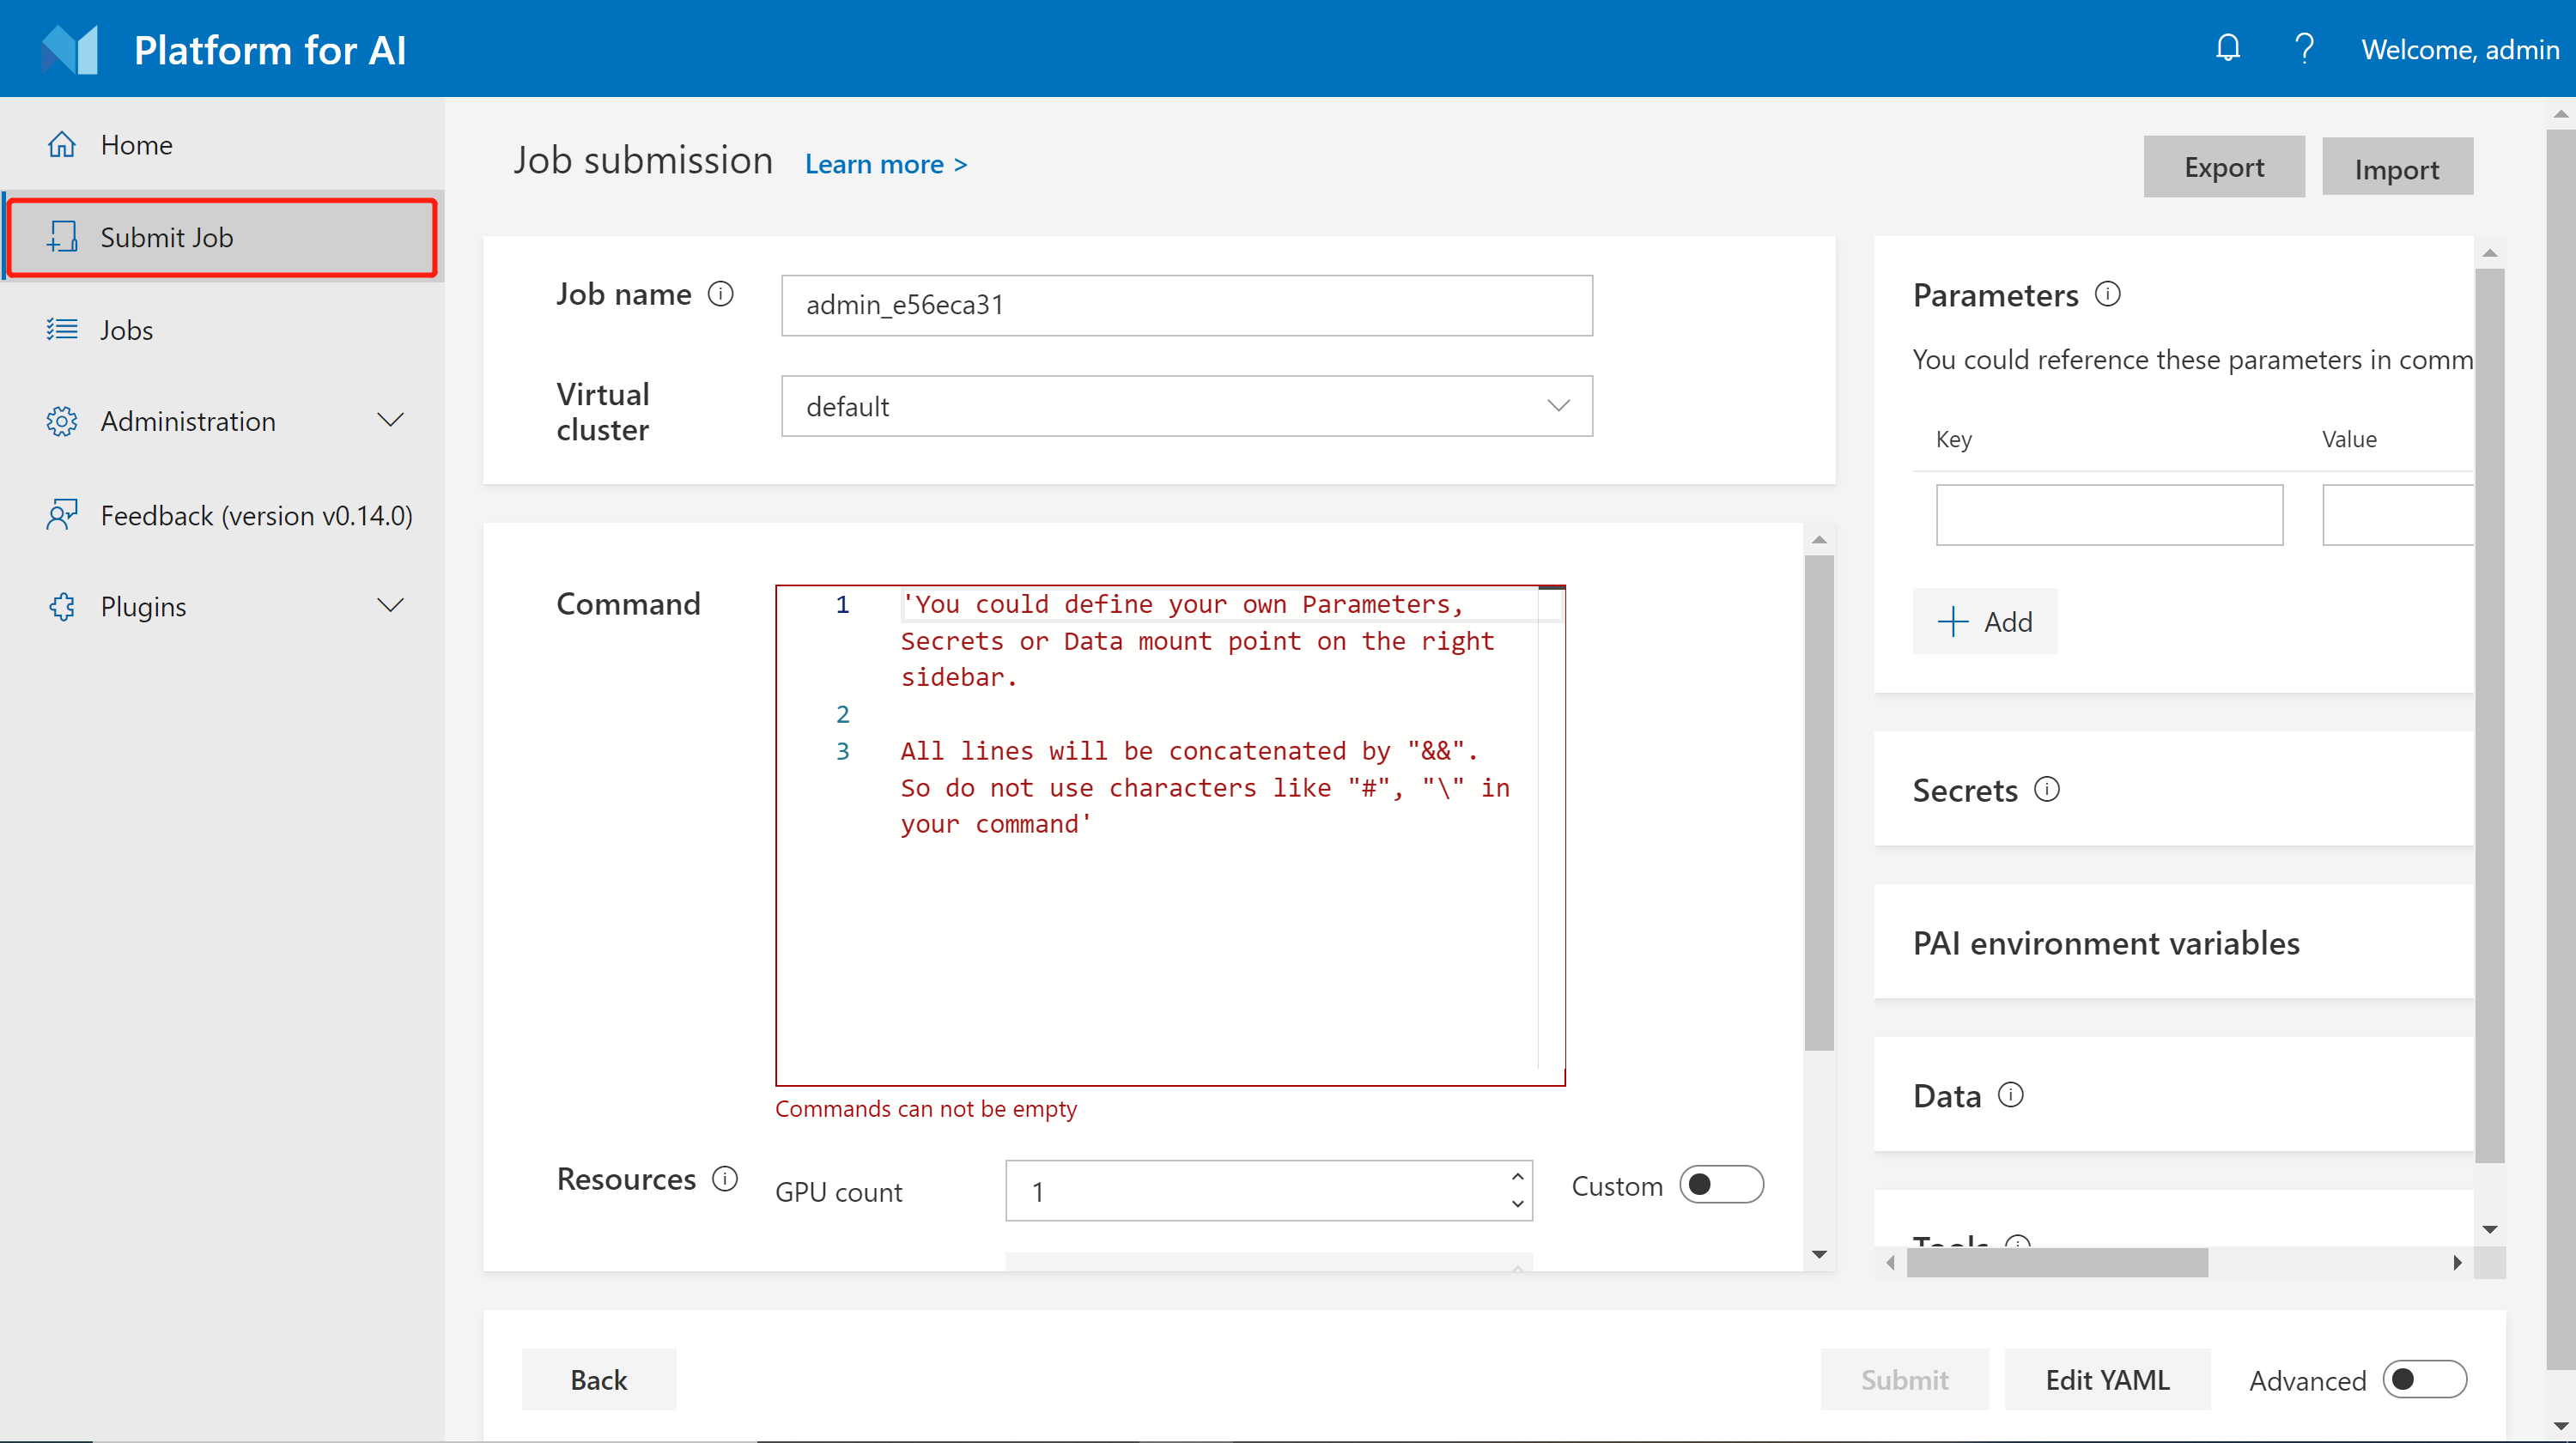 Platform for AI
?
Welcome, admin
Home
Submit Job
Jobs
Administration
Feedback (version v0.14.0)
Plugins
Job submission
Learn more >
Export
Import
Job name
admin_e56eca31
Virtual
cluster
default
Command
1 'You could define your own Parameters,
Secrets or Data mount point on the right
sidebar.
2
3 All lines will be concatenated by "&&".
So do not use characters like "#", "\" in
your command'
Commands can not be empty
Resources
GPU count
1
Custom
Parameters
You could reference these parameters in comm
Key
Value
Add
Secrets
PAI environment variables
Data
Tools
Back
Submit
Edit YAML
Advanced